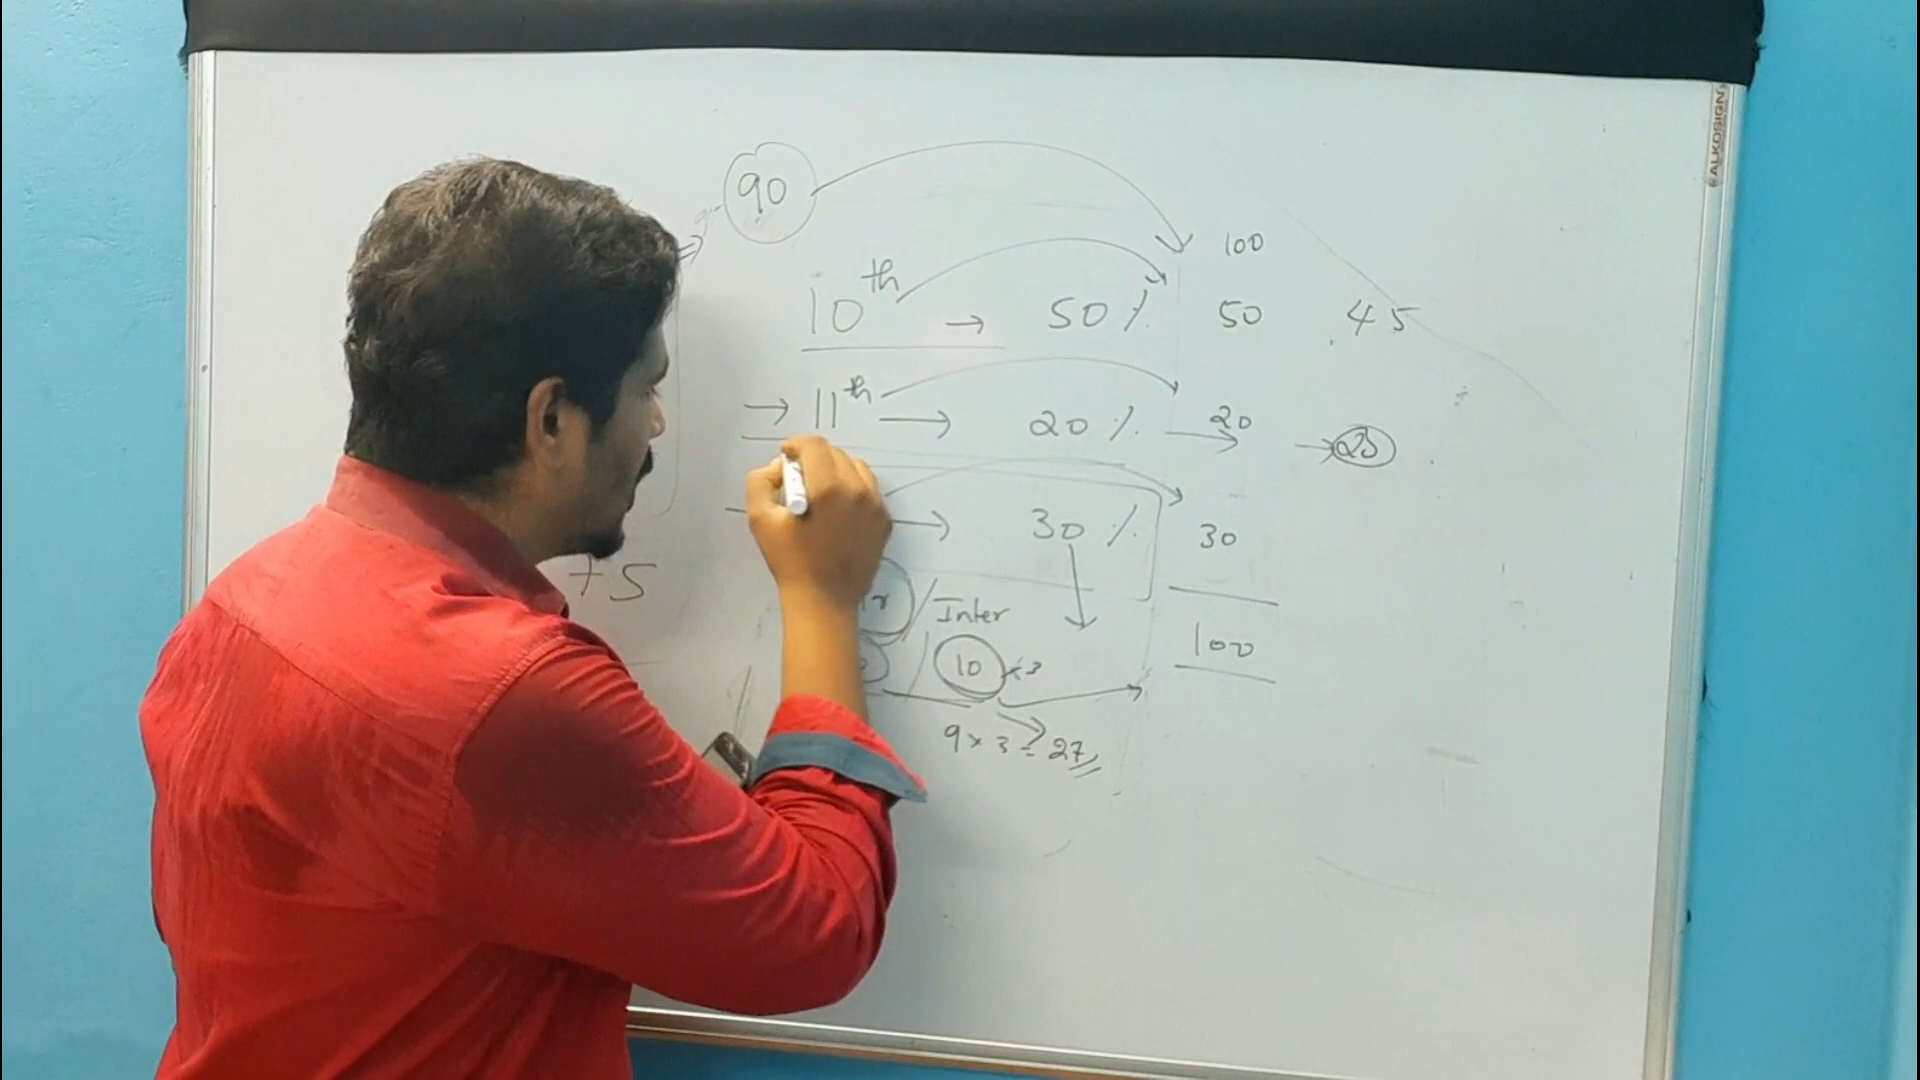 ALKOSIGN
90
100
10th → 50 % 50 45
→ 11th → 20 % → 20 →
→ 30 % 30
75
/ Inter
10 × 3
100
9 × 3 = 27